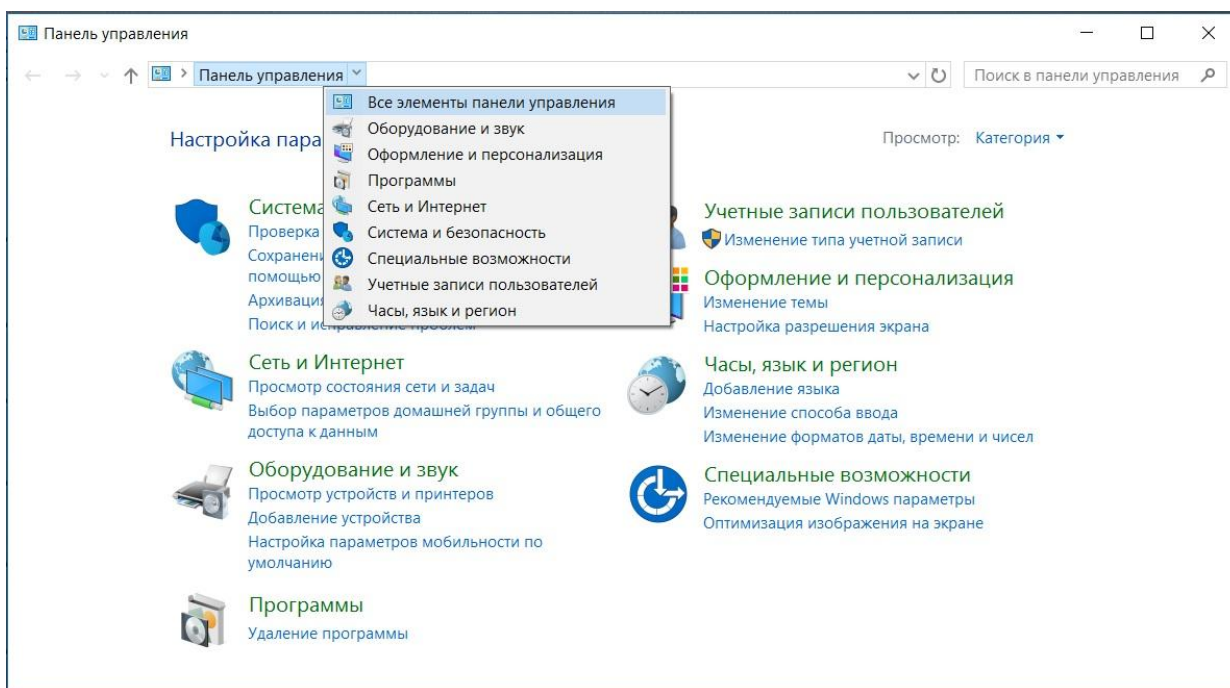 Панель управления
Панель управления
Поиск в панели управления
Все элементы панели управления
Оборудование и звук
Оформление и персонализация
Программы
Сеть и Интернет
Система и безопасность
Специальные возможности
Учетные записи пользователей
Часы, язык и регион
Настройка пара
Просмотр: Категория
Система
Проверка
Сохранени
помощью
Архивация
Поиск и исправление проблем
Сеть и Интернет
Просмотр состояния сети и задач
Выбор параметров домашней группы и общего
доступа к данным
Оборудование и звук
Просмотр устройств и принтеров
Добавление устройства
Настройка параметров мобильности по
умолчанию
Программы
Удаление программы
Учетные записи пользователей
Изменение типа учетной записи
Оформление и персонализация
Изменение темы
Настройка разрешения экрана
Часы, язык и регион
Добавление языка
Изменение способа ввода
Изменение форматов даты, времени и чисел
Специальные возможности
Рекомендуемые Windows параметры
Оптимизация изображения на экране